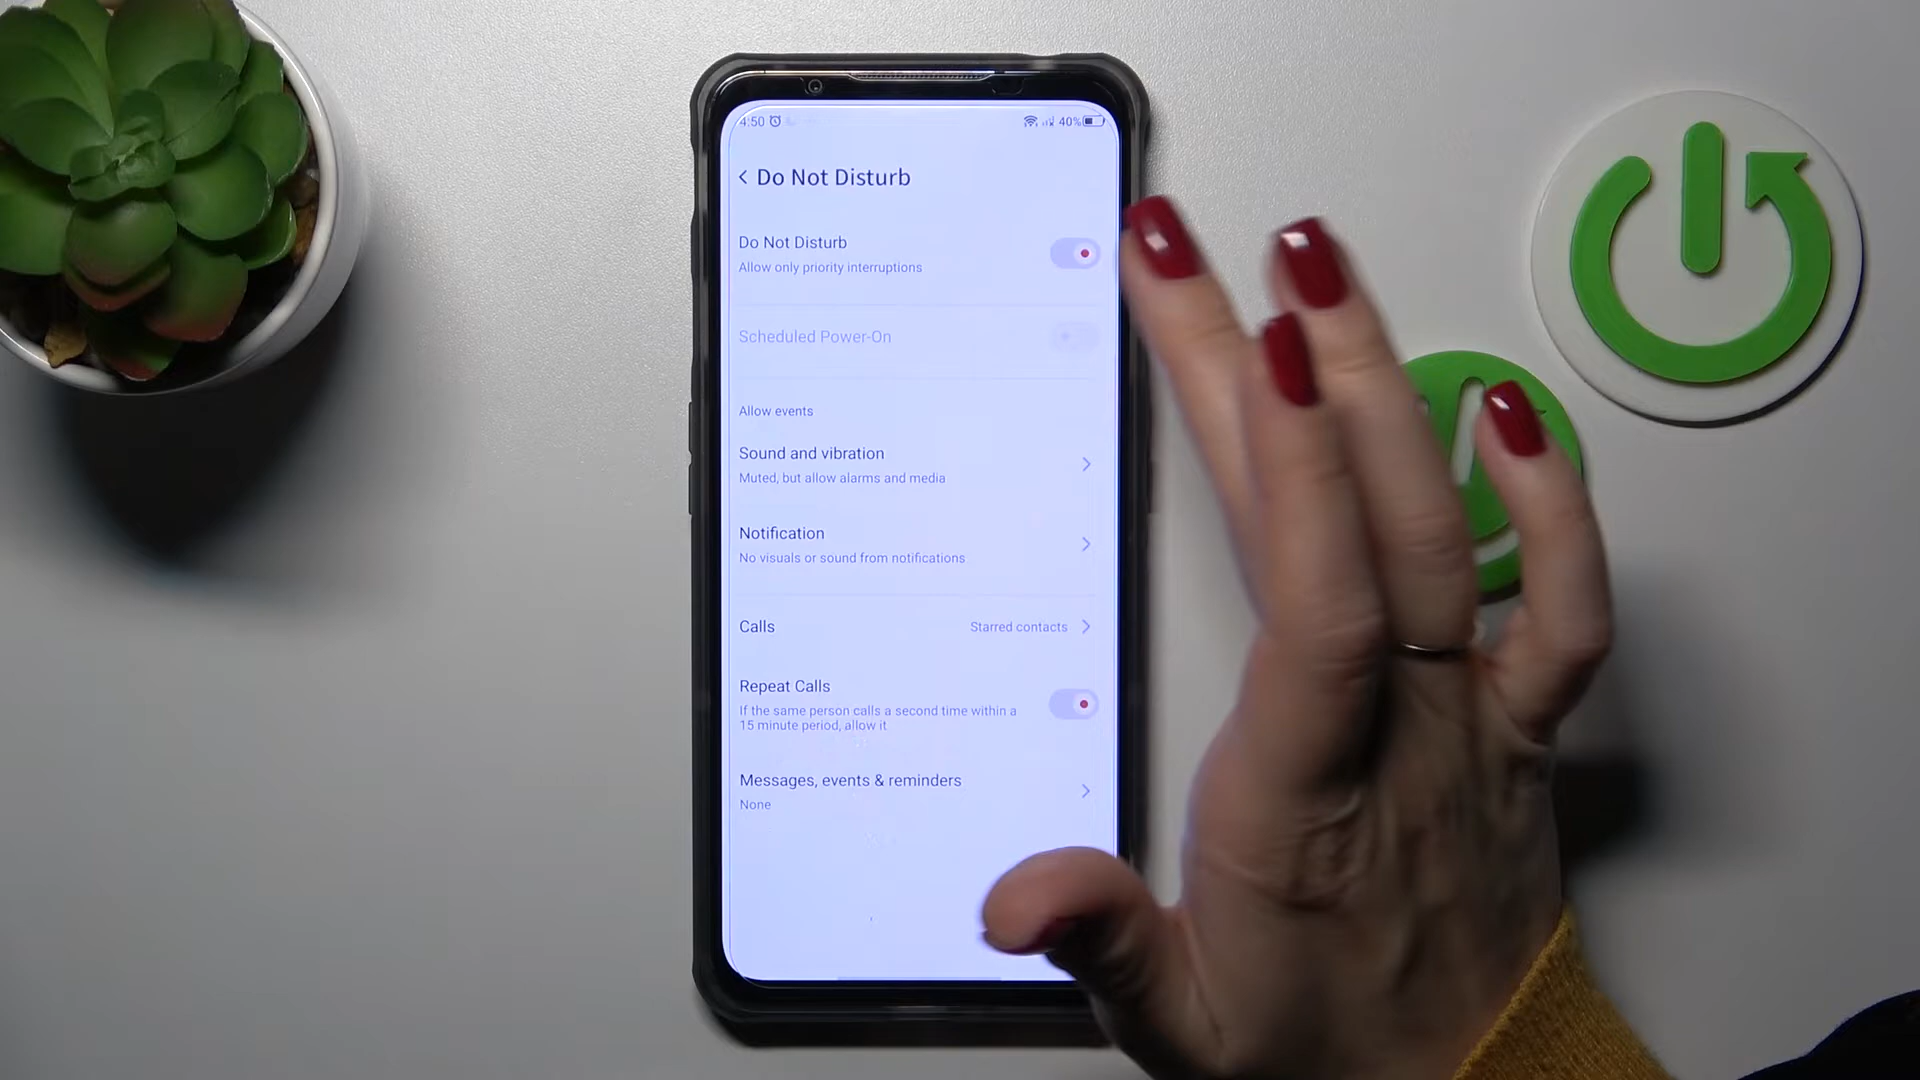 4:50 40%
Do Not Disturb
Do Not Disturb
Allow only priority interruptions
Scheduled Power-On
Allow events
Sound and vibration
Muted, but allow alarms and media
Notification
No visuals or sound from notifications
Calls Starred contacts
Repeat Calls
If the same person calls a second time within a
15 minute period, allow it
Messages, events & reminders
None